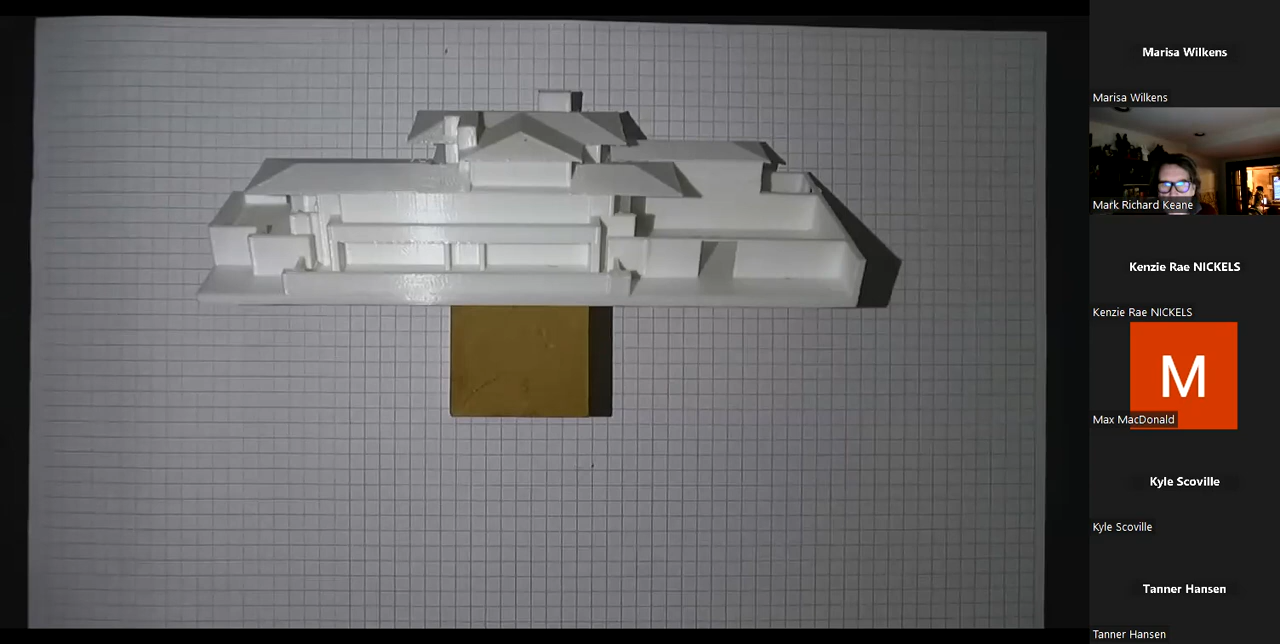 Marisa Wilkens
Marisa Wilkens
Mark Richard Keane
Kenzie Rae NICKELS
Kenzie Rae NICKELS
M
Max MacDonald
Kyle Scoville
Kyle Scoville
Tanner Hansen
Tanner Hansen